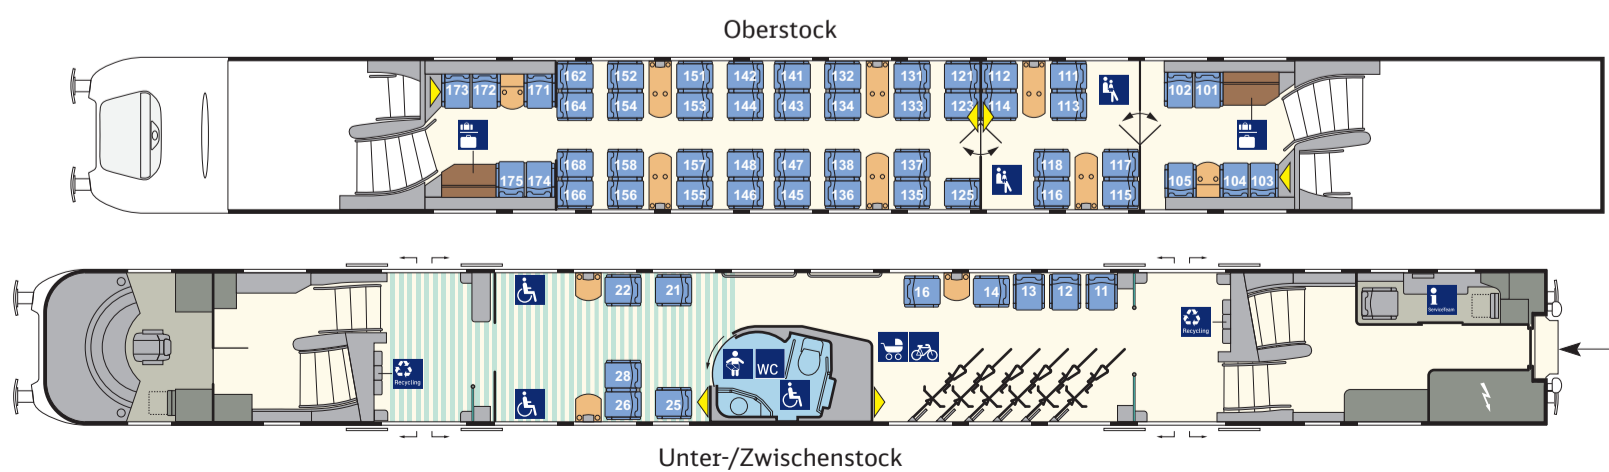 Oberstock
173 172 171 162 152 151 142 141 132 131 121 112 111 102 101
164 154 153 144 143 134 133 123 114 113
168 158 157 148 147 138 137 118 117
175 174 166 156 155 146 145 136 135 125 116 115 105 104 103
22 21 16 14 13 12 11 ServiceTeam
Recycling
WC
28
Recycling
26 25
Unter-/Zwischenstock